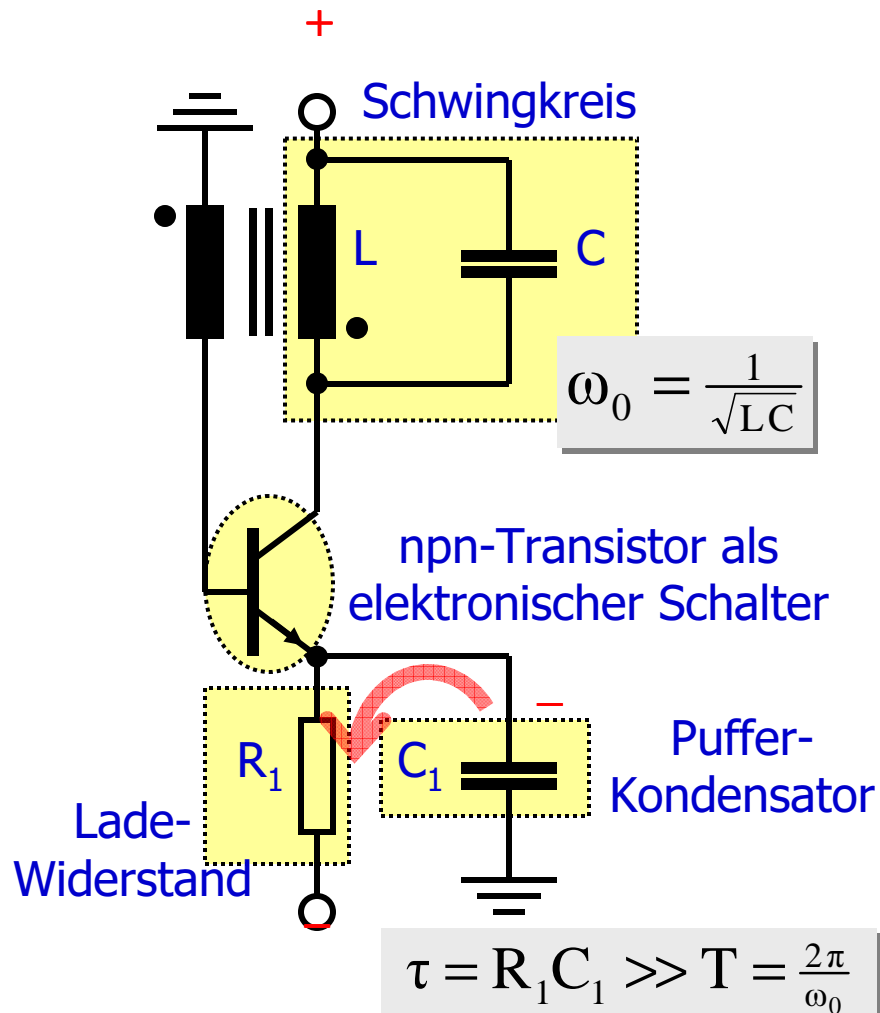 +
Schwingkreis
L
C
ω₀ = 1/√LC
npn-Transistor als
elektronischer Schalter
−
R₁
C₁
Puffer-
Kondensator
Lade-
Widerstand
−
τ = R₁C₁ >> T = 2π/ω₀